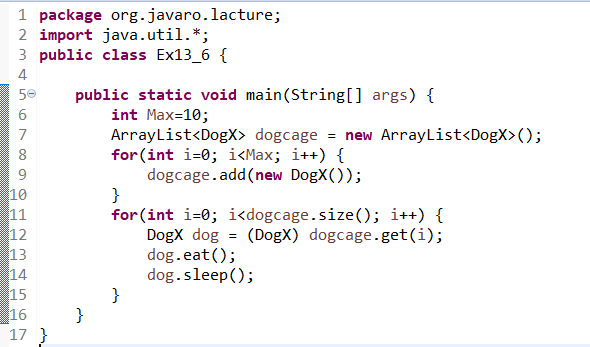 1 package org.javaro.lacture;
2 import java.util.*;
3 public class Ex13_6 {
4
5 public static void main(String[] args) {
6 int Max=10;
7 ArrayList<DogX> dogcage = new ArrayList<DogX>();
8 for(int i=0; i<Max; i++) {
9 dogcage.add(new DogX());
10 }
11 for(int i=0; i<dogcage.size(); i++) {
12 DogX dog = (DogX) dogcage.get(i);
13 dog.eat();
14 dog.sleep();
15 }
16 }
17 }